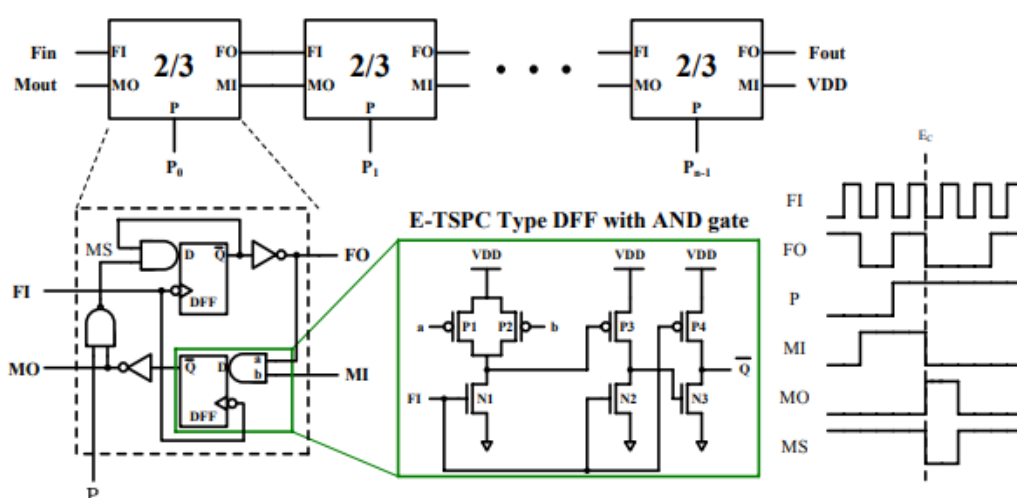 Fin FI 2/3 FO FI 2/3 FO • • • FI 2/3 FO Fout
Mout MO MI MO MI MO MI VDD
P P P
P0 P1 Pn-1
EC
FI
FO
P
MI
MO
MS
MS
D Q
DFF
FO
FI
MO
Q D
DFF
a
b
MI
P
E-TSPC Type DFF with AND gate
VDD VDD VDD
a P1 P2 b P3 P4
Q
FI N1 N2 N3